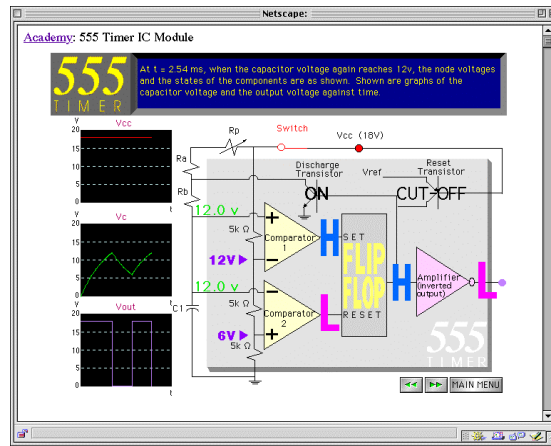 Netscape:
Academy: 555 Timer IC Module
555
TIMER
At t = 2.54 ms, when the capacitor voltage again reaches 12v, the node voltages
and the states of the components are as shown. Shown are graphs of the
capacitor voltage and the output voltage against time.
Vcc
V
20
15
10
5
0
t
Vc
V
20
15
10
5
0
t
Vout
V
20
15
10
5
0
t
Rp
Switch
Vcc (18V)
Ra
Rb
C1
Discharge
Transistor
ON
Vref
Reset
Transistor
CUT-OFF
12.0 v
+
5k Ω
Comparator
1
12V
−
H
SET
FLIP
FLOP
RESET
H
Amplifier
(inverted
output)
L
12.0 v
−
5k Ω
Comparator
2
L
6V
+
5k Ω
555
TIMER
MAIN MENU